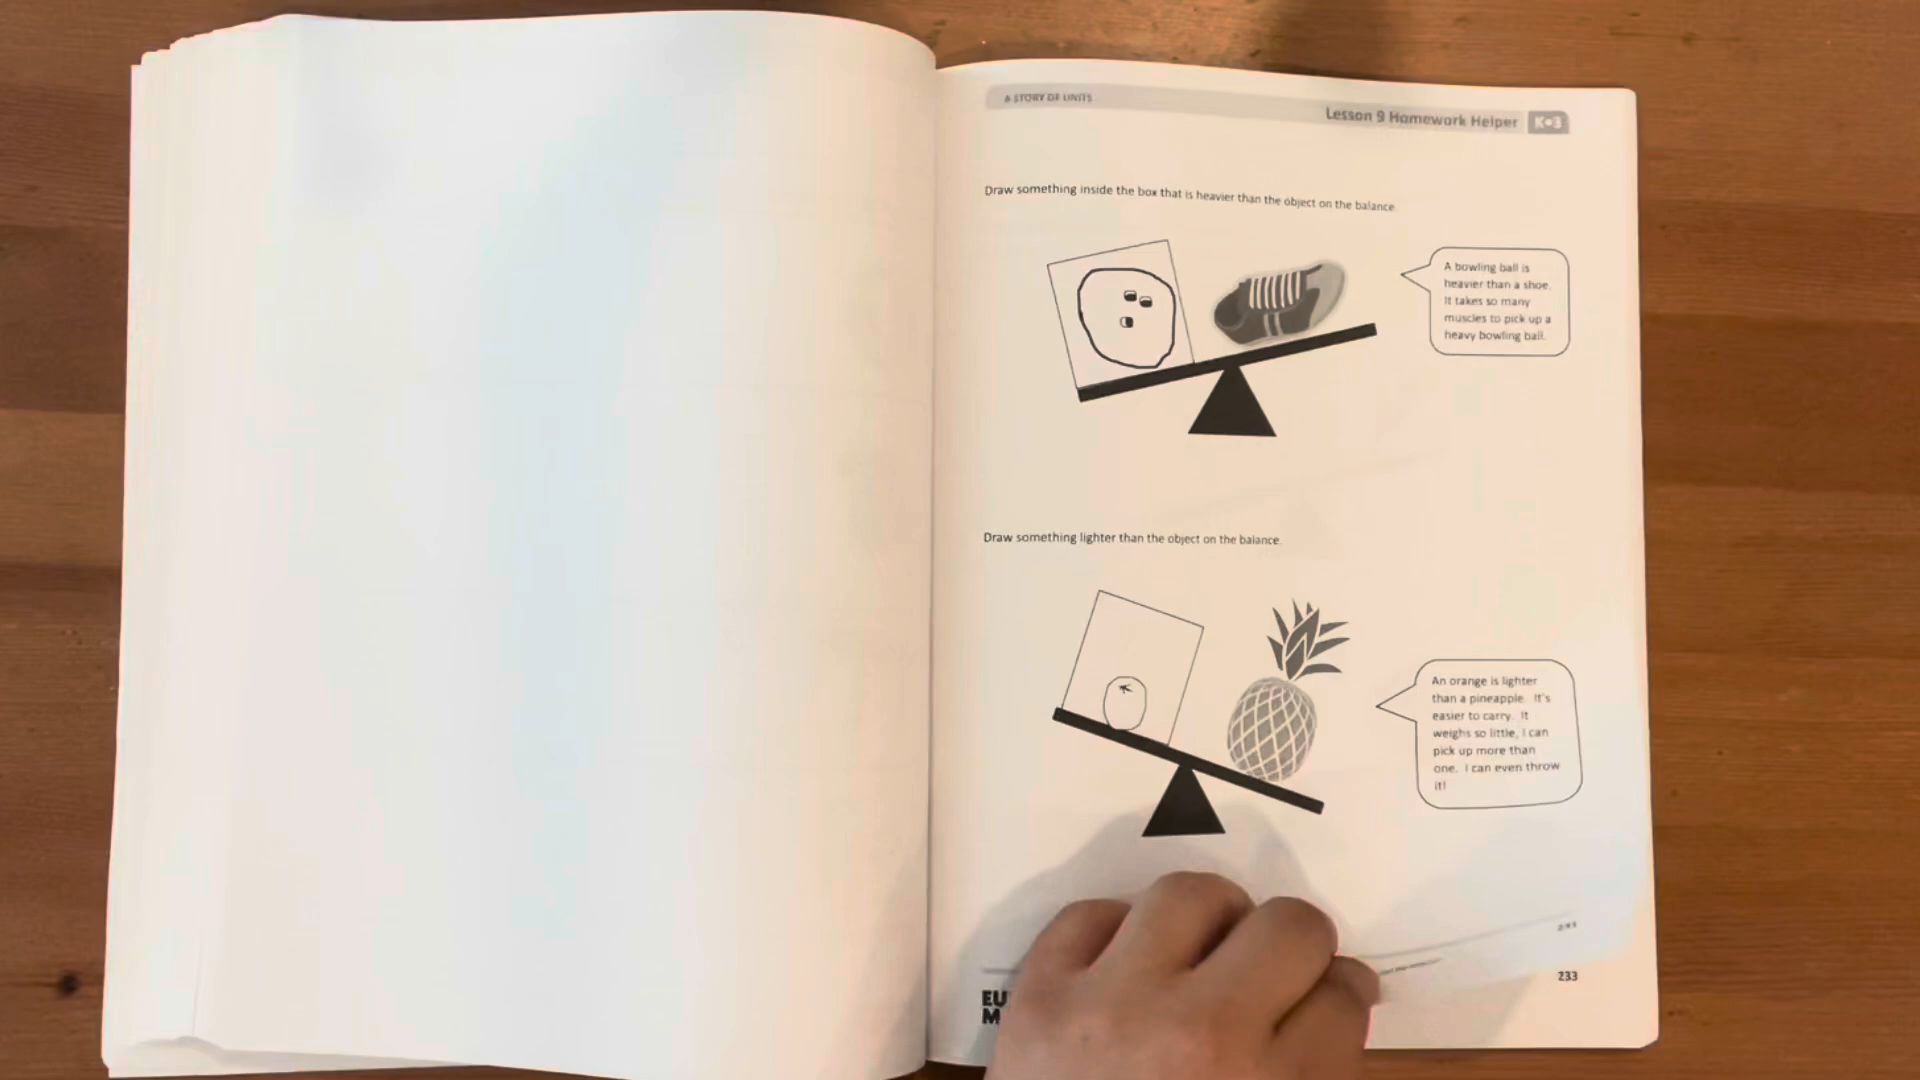 A STORY OF UNITS
Lesson 9 Homework Helper
Draw something inside the box that is heavier than the object on the balance.
A bowling ball is
heavier than a shoe.
It takes so many
muscles to pick up a
heavy bowling ball.
Draw something lighter than the object on the balance.
An orange is lighter
than a pineapple. It's
easier to carry. It
weighs so little, I can
pick up more than
one. I can even throw
it!
233
EU
M